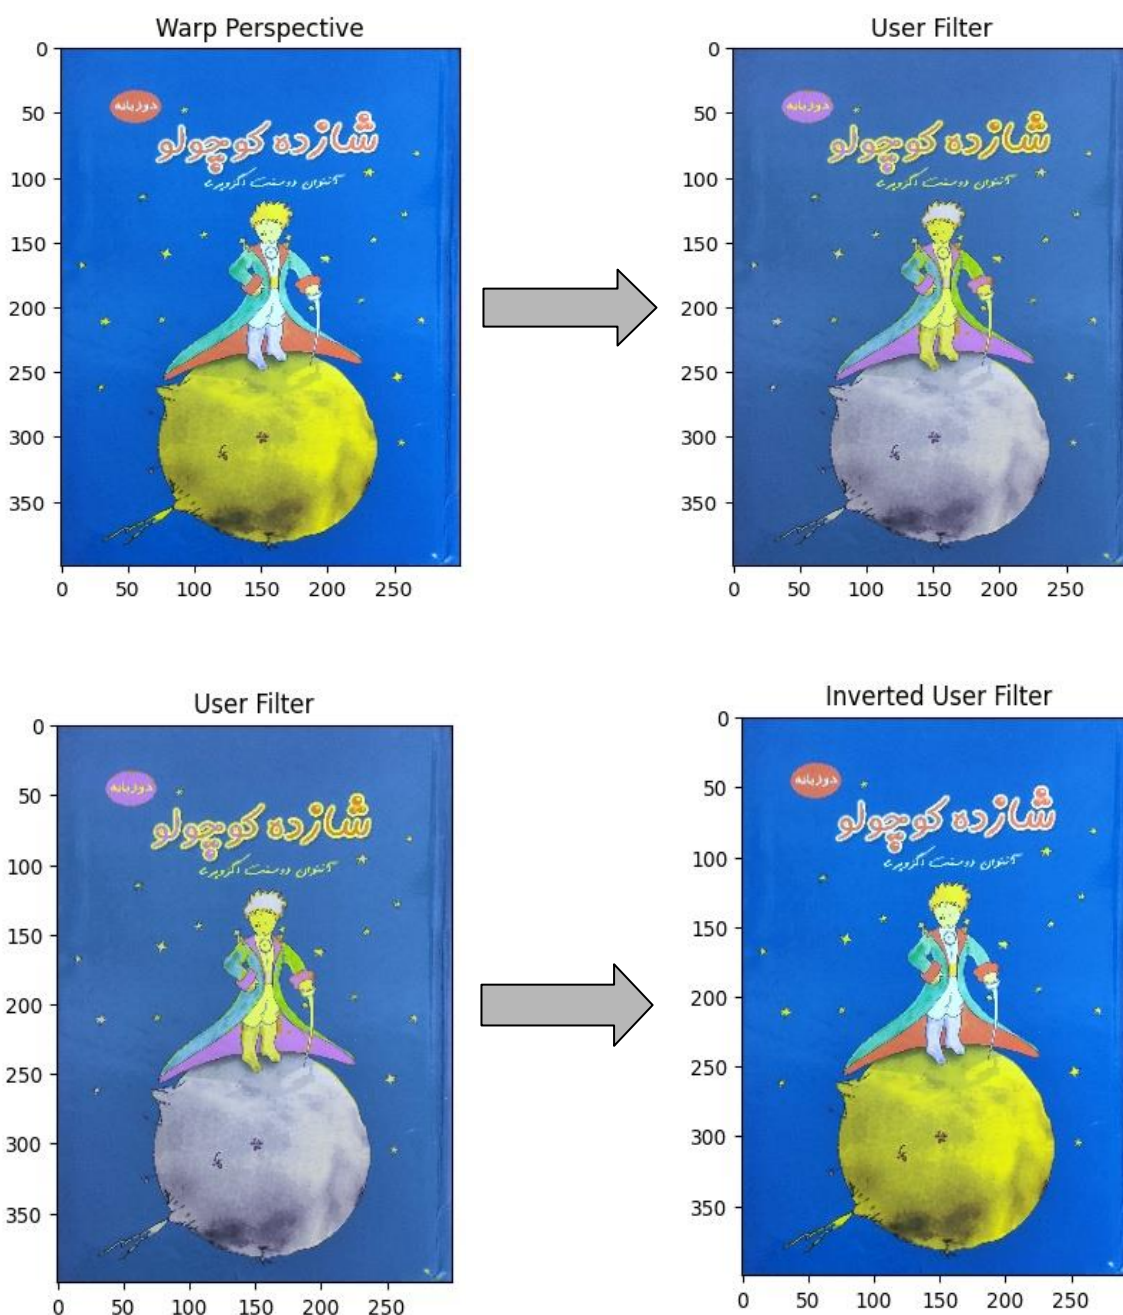 Warp Perspective
0
50
100
150
200
250
300
350
0 50 100 150 200 250
دوزبانه
شازده کوچولو
آنتوان دوسنت اگزوپری
User Filter
0
50
100
150
200
250
300
350
0 50 100 150 200 250
دوزبانه
شازده کوچولو
آنتوان دوسنت اگزوپری
User Filter
0
50
100
150
200
250
300
350
0 50 100 150 200 250
دوزبانه
شازده کوچولو
آنتوان دوسنت اگزوپری
Inverted User Filter
0
50
100
150
200
250
300
350
0 50 100 150 200 250
دوزبانه
شازده کوچولو
آنتوان دوسنت اگزوپری